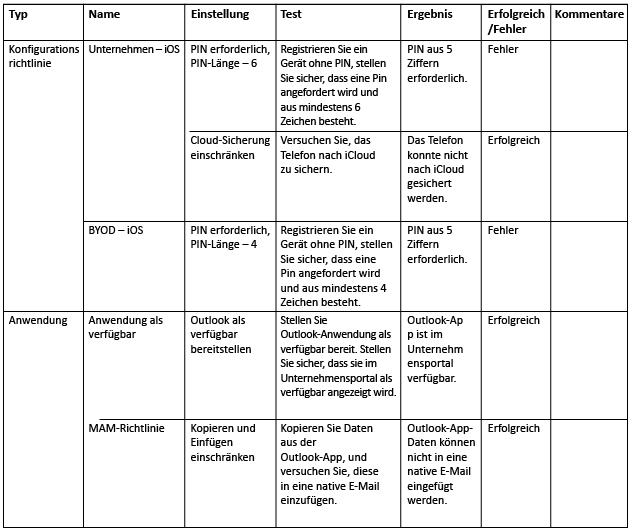 Typ
Name
Einstellung
Test
Ergebnis
Erfolgreich
/Fehler
Kommentare
Konfigurations
richtlinie
Unternehmen – iOS
PIN erforderlich,
PIN-Länge – 6
Registrieren Sie ein
Gerät ohne PIN, stellen
Sie sicher, dass eine Pin
angefordert wird und
aus mindestens 6
Zeichen besteht.
PIN aus 5
Ziffern
erforderlich.
Fehler
Cloud-Sicherung
einschränken
Versuchen Sie, das
Telefon nach iCloud
zu sichern.
Das Telefon
konnte nicht
nach iCloud
gesichert
werden.
Erfolgreich
BYOD – iOS
PIN erforderlich,
PIN-Länge – 4
Registrieren Sie ein
Gerät ohne PIN, stellen
Sie sicher, dass eine
Pin angefordert wird
und aus mindestens 4
Zeichen besteht.
PIN aus 5
Ziffern
erforderlich.
Fehler
Anwendung
Anwendung als
verfügbar
Outlook als
verfügbar
bereitstellen
Stellen Sie
Outlook-Anwendung als
verfügbar bereit. Stellen
Sie sicher, dass sie im
Unternehmensportal als
verfügbar angezeigt wird.
Outlook-Ap
p ist im
Unternehm
ensportal
verfügbar.
Erfolgreich
MAM-Richtlinie
Kopieren und
Einfügen
einschränken
Kopieren Sie Daten
aus der
Outlook-App, und
versuchen Sie, diese
in eine native E-Mail
einzufügen.
Outlook-App-
Daten können
nicht in eine
native E-Mail
eingefügt
werden.
Erfolgreich